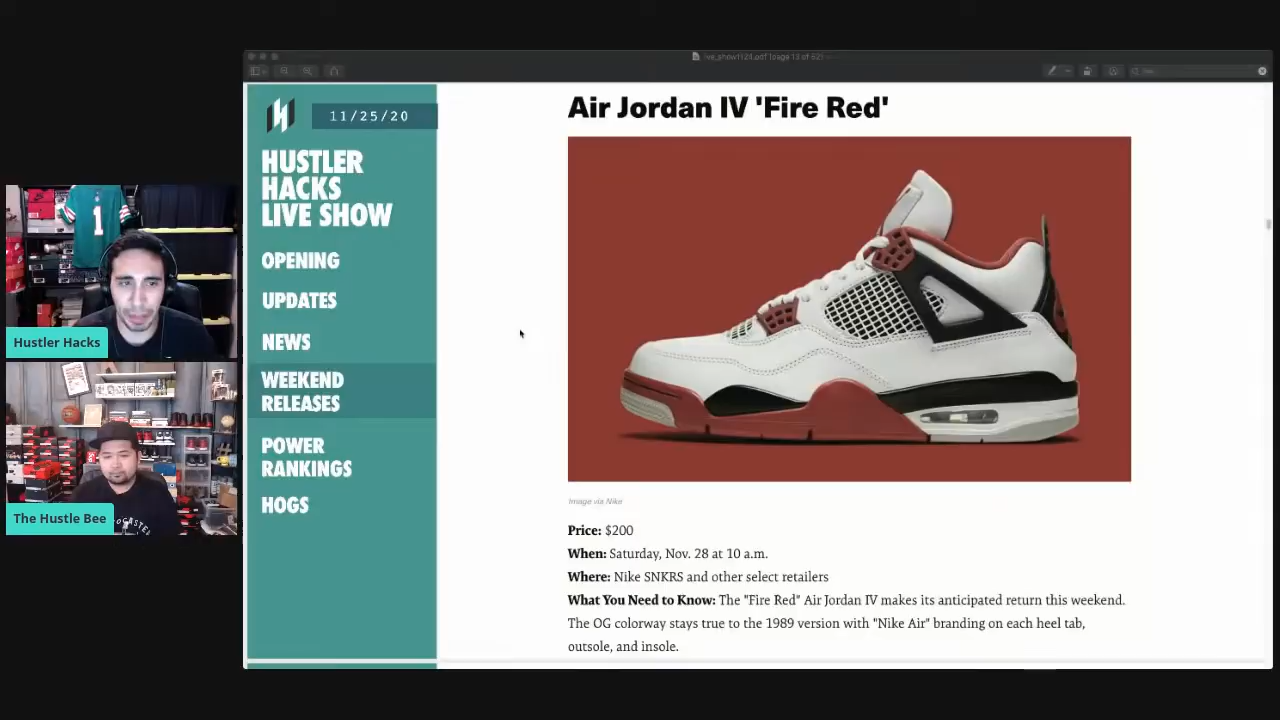 Air Jordan IV 'Fire Red'
11/25/20
HUSTLER
HACKS
LIVE SHOW
OPENING
UPDATES
NEWS
WEEKEND
RELEASES
POWER
RANKINGS
HOGS
1
Hustler Hacks
The Hustle Bee
Image via Nike
Price: $200
When: Saturday, Nov. 28 at 10 a.m.
Where: Nike SNKRS and other select retailers
What You Need to Know: The "Fire Red" Air Jordan IV makes its anticipated return this weekend.
The OG colorway stays true to the 1989 version with "Nike Air" branding on each heel tab,
outsole, and insole.